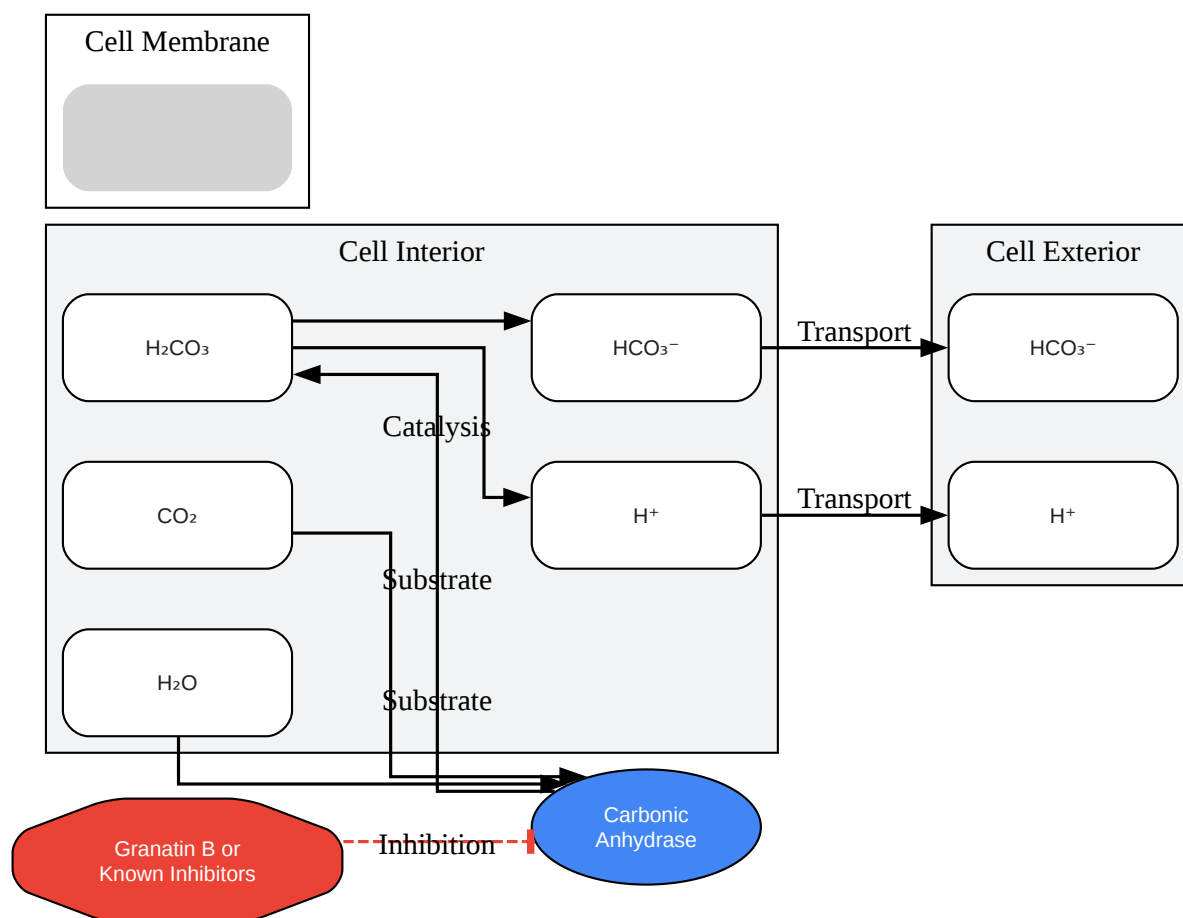 Cell Membrane
Cell Interior
Cell Exterior
H₂CO₃
HCO₃⁻
Transport
HCO₃⁻
Catalysis
CO₂
H⁺
Transport
H⁺
Substrate
H₂O
Substrate
Carbonic
Anhydrase
Inhibition
Granatin B or
Known Inhibitors